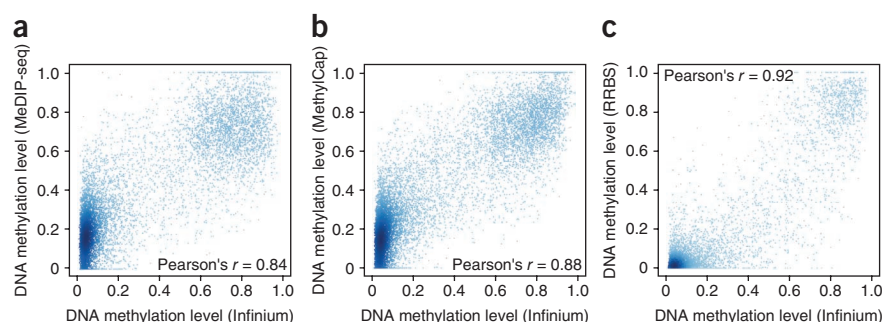 a
DNA methylation level (MeDIP-seq)
1.0
0.8
0.6
0.4
0.2
0
Pearson's r = 0.84
0 0.2 0.4 0.6 0.8 1.0
DNA methylation level (Infinium)
b
DNA methylation level (MethylCap)
1.0
0.8
0.6
0.4
0.2
0
Pearson's r = 0.88
0 0.2 0.4 0.6 0.8 1.0
DNA methylation level (Infinium)
c
DNA methylation level (RRBS)
Pearson's r = 0.92
1.0
0.8
0.6
0.4
0.2
0
0 0.2 0.4 0.6 0.8 1.0
DNA methylation level (Infinium)